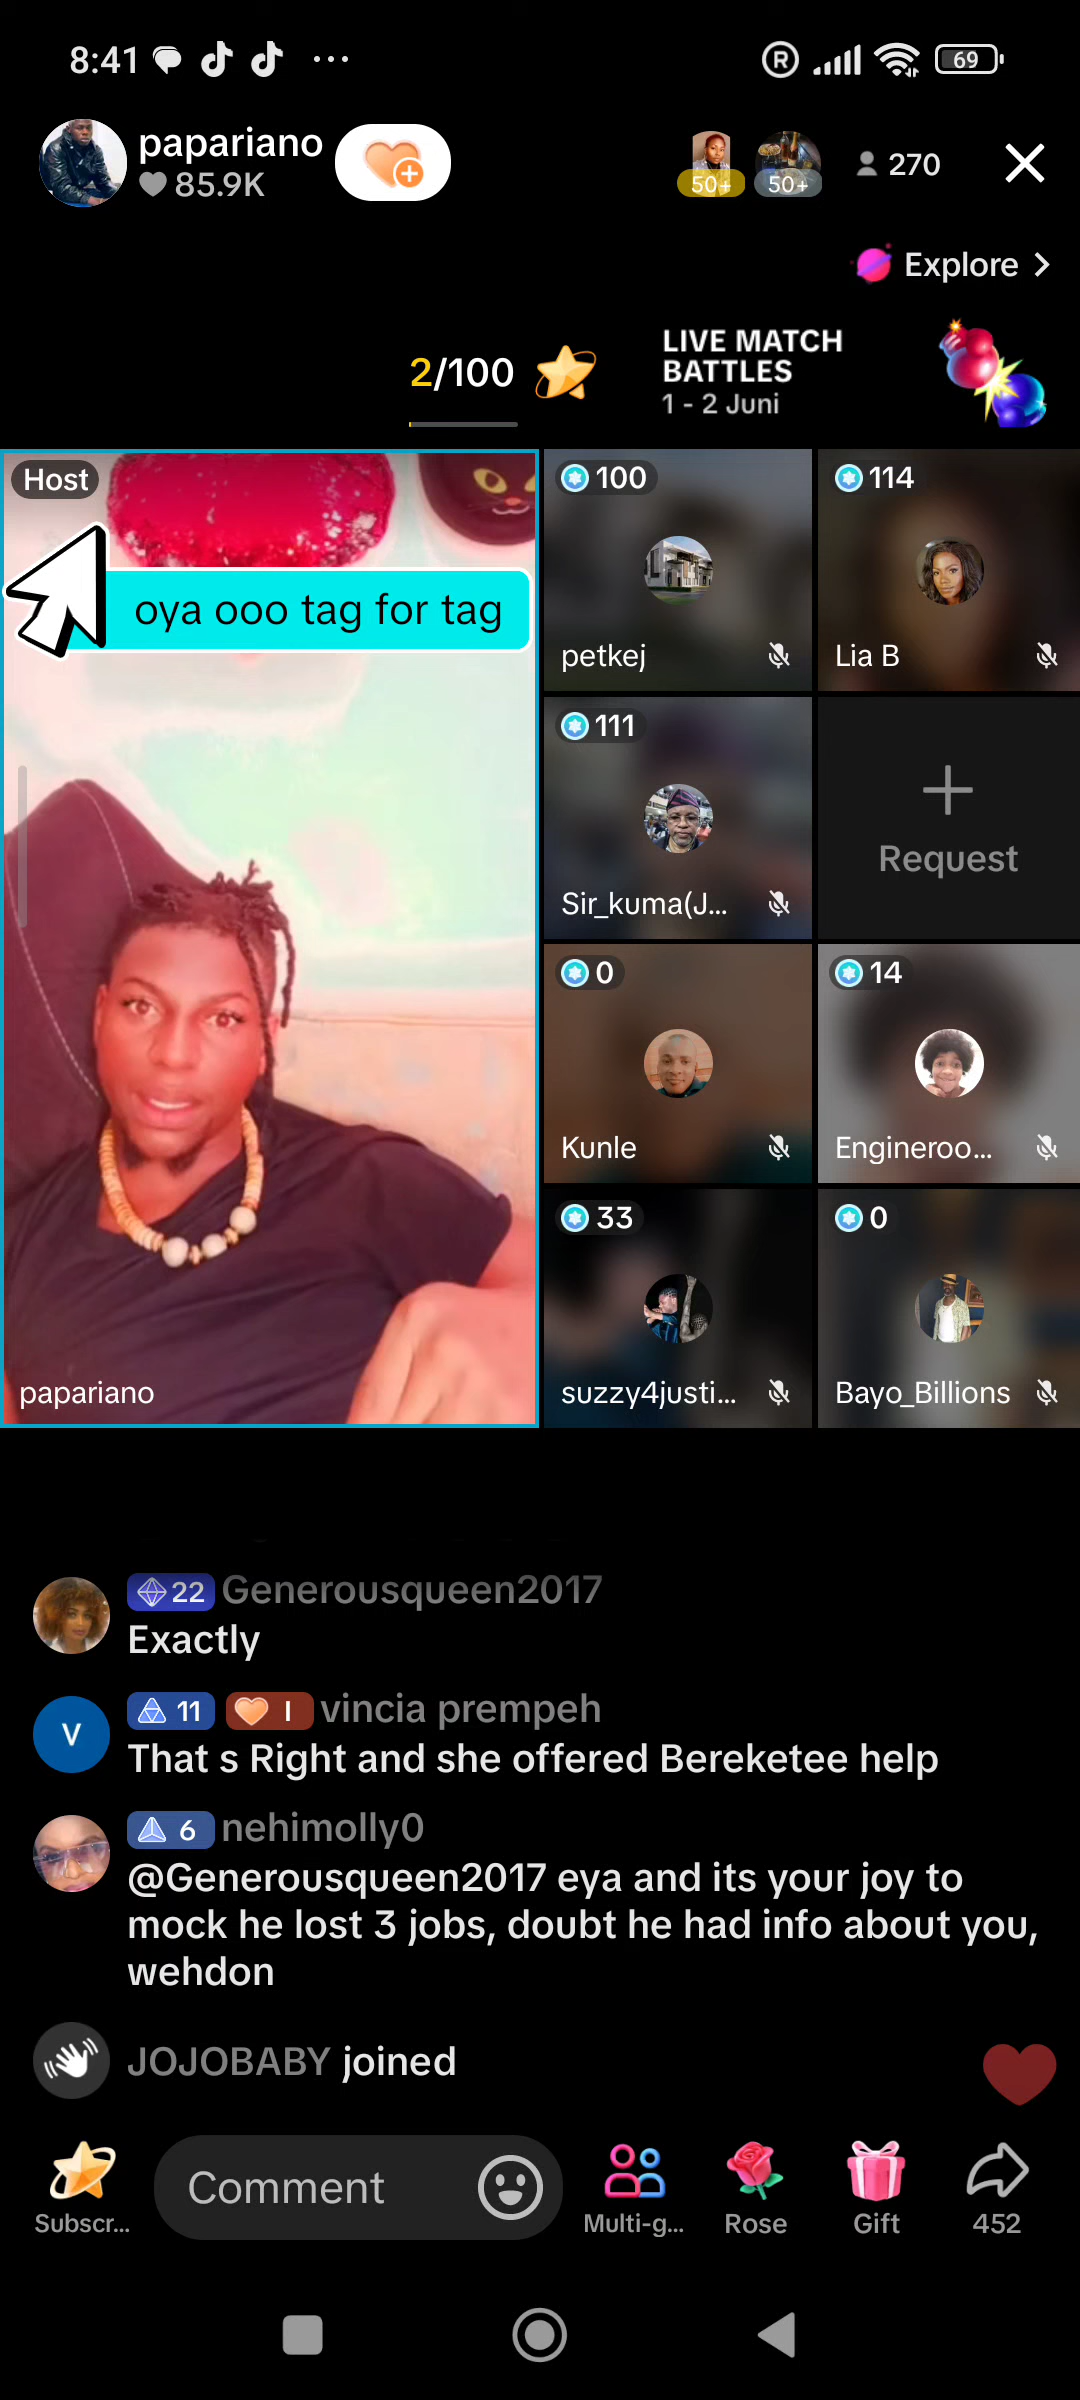 8:41
R
69
papariano
85.9K
50+
50+
270
Explore
2/100
LIVE MATCH
BATTLES
1 - 2 Juni
Host
oya ooo tag for tag
papariano
100
petkej
114
Lia B
111
Sir_kuma(J...
Request
0
Kunle
14
Engineroo...
33
suzzy4justi...
0
Bayo_Billions
22 Generousqueen2017
Exactly
V
11 I vincia prempeh
That s Right and she offered Bereketee help
6 nehimolly0
@Generousqueen2017 eya and its your joy to
mock he lost 3 jobs, doubt he had info about you,
wehdon
JOJOBABY joined
Subscr...
Comment
Multi-g...
Rose
Gift
452